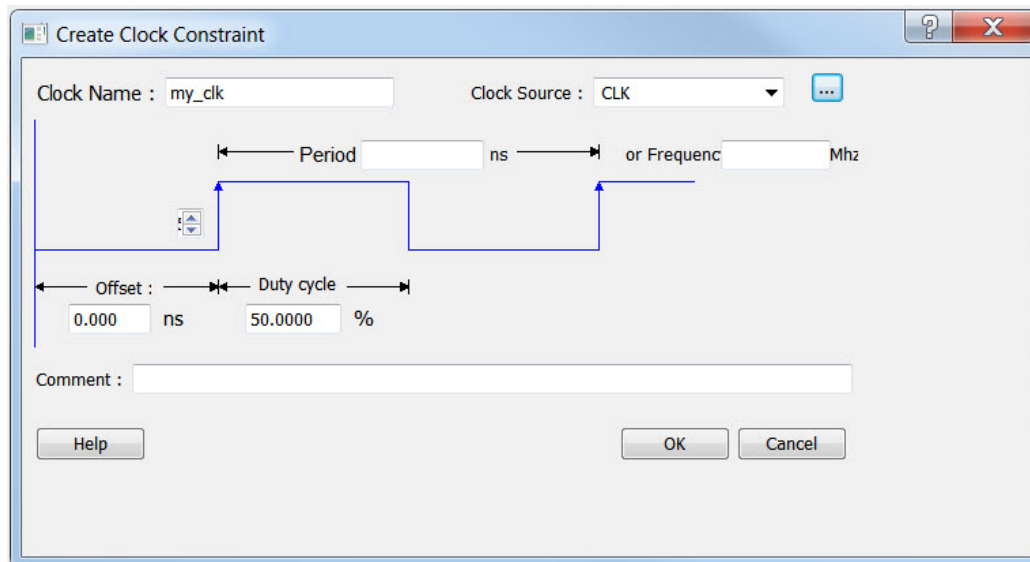 Create Clock Constraint
?
X
Clock Name : my_clk Clock Source : CLK ...
Period ns or Frequenc Mhz
Offset : Duty cycle
0.000 ns 50.0000 %
Comment :
Help OK Cancel